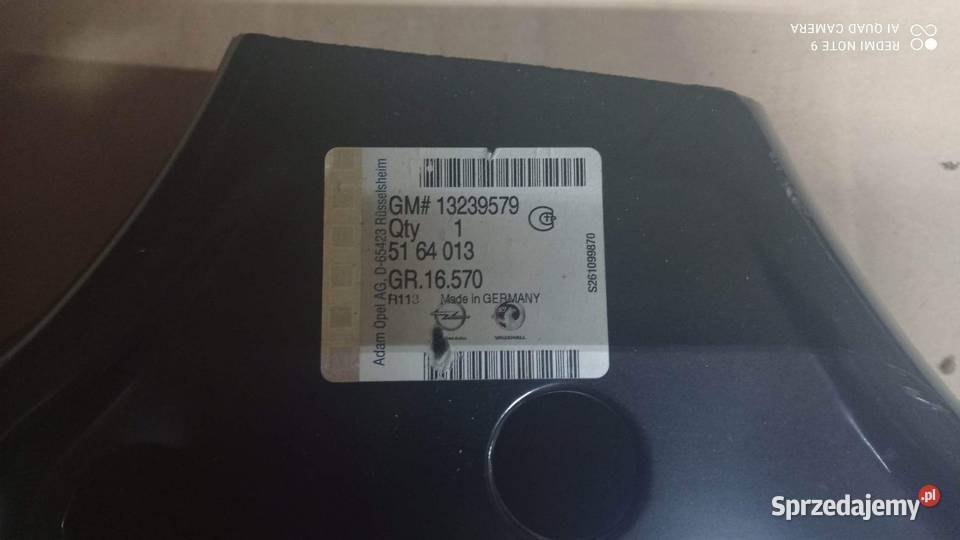 REDMI NOTE 9
AI QUAD CAMERA
Adam Opel AG, D-65423 Rüsselsheim
GM# 13239579
Qty 1
51 64 013
GR.16.570
R113 Made in GERMANY
VAUXHALL
S261099870
Sprzedajemy.pl